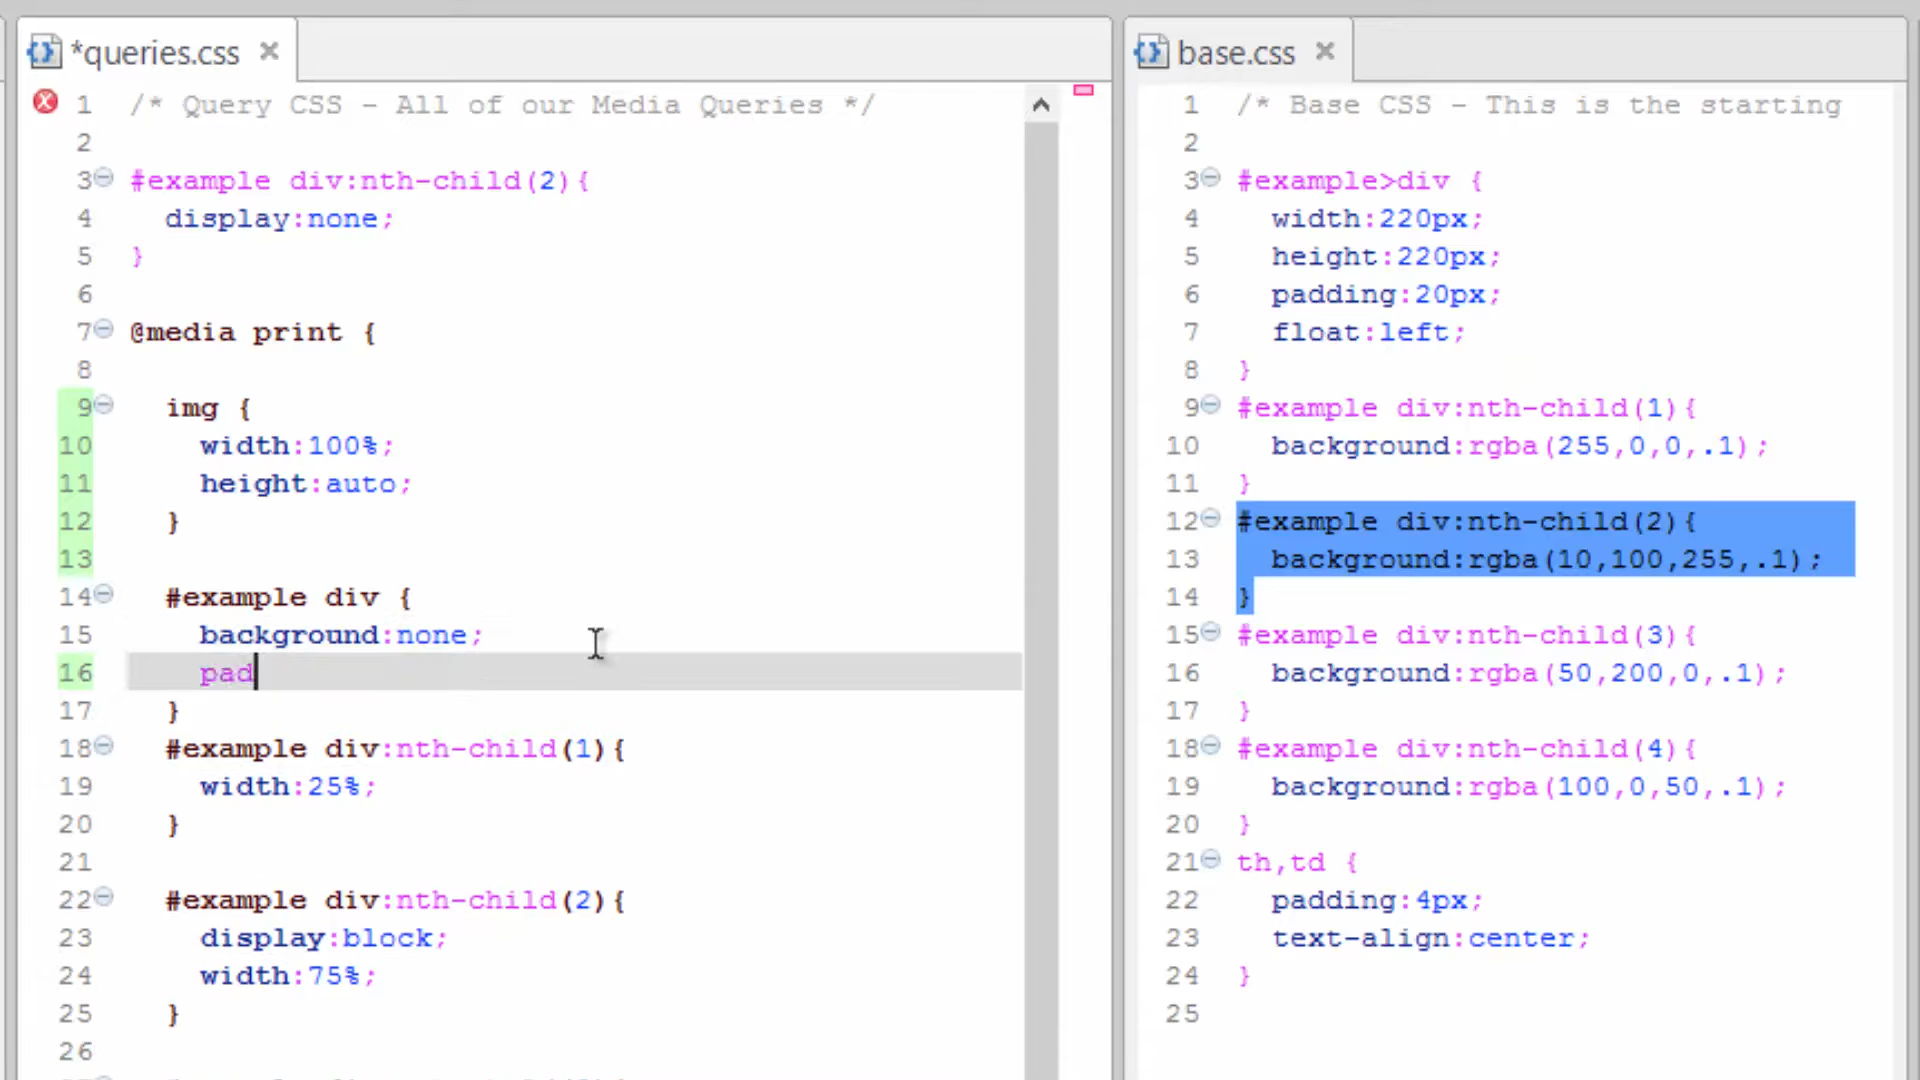 *queries.css
1 /* Query CSS - All of our Media Queries */
2
3 #example div:nth-child(2){
4 display:none;
5 }
6
7 @media print {
8
9 img {
10 width:100%;
11 height:auto;
12 }
13
14 #example div {
15 background:none;
16 pad
17 }
18 #example div:nth-child(1){
19 width:25%;
20 }
21
22 #example div:nth-child(2){
23 display:block;
24 width:75%;
25 }
26
base.css
1 /* Base CSS - This is the starting
2
3 #example>div {
4 width:220px;
5 height:220px;
6 padding:20px;
7 float:left;
8 }
9 #example div:nth-child(1){
10 background:rgba(255,0,0,.1);
11 }
12 #example div:nth-child(2){
13 background:rgba(10,100,255,.1);
14 }
15 #example div:nth-child(3){
16 background:rgba(50,200,0,.1);
17 }
18 #example div:nth-child(4){
19 background:rgba(100,0,50,.1);
20 }
21 th,td {
22 padding:4px;
23 text-align:center;
24 }
25